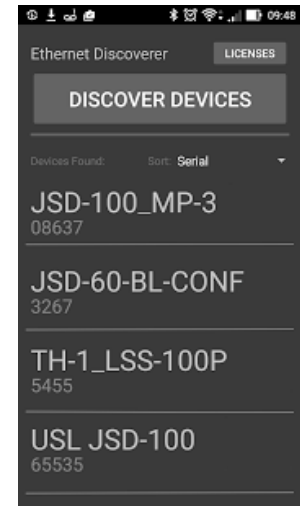 09:48
Ethernet Discoverer LICENSES
DISCOVER DEVICES
Devices Found: Sort: Serial
JSD-100_MP-3
08637
JSD-60-BL-CONF
3267
TH-1_LSS-100P
5455
USL JSD-100
65535